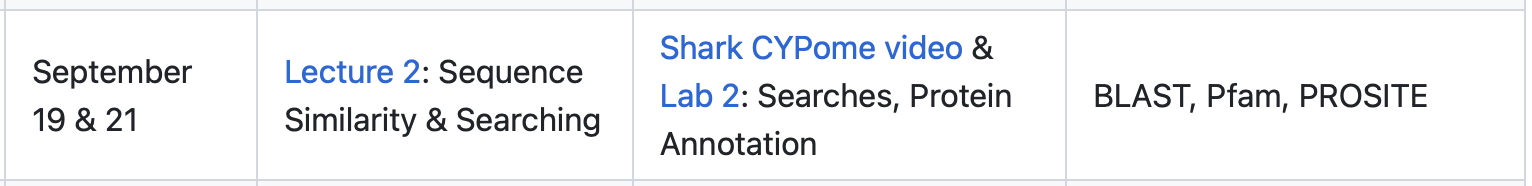 September
19 & 21
Lecture 2: Sequence
Similarity & Searching
Shark CYPome video &
Lab 2: Searches, Protein
Annotation
BLAST, Pfam, PROSITE